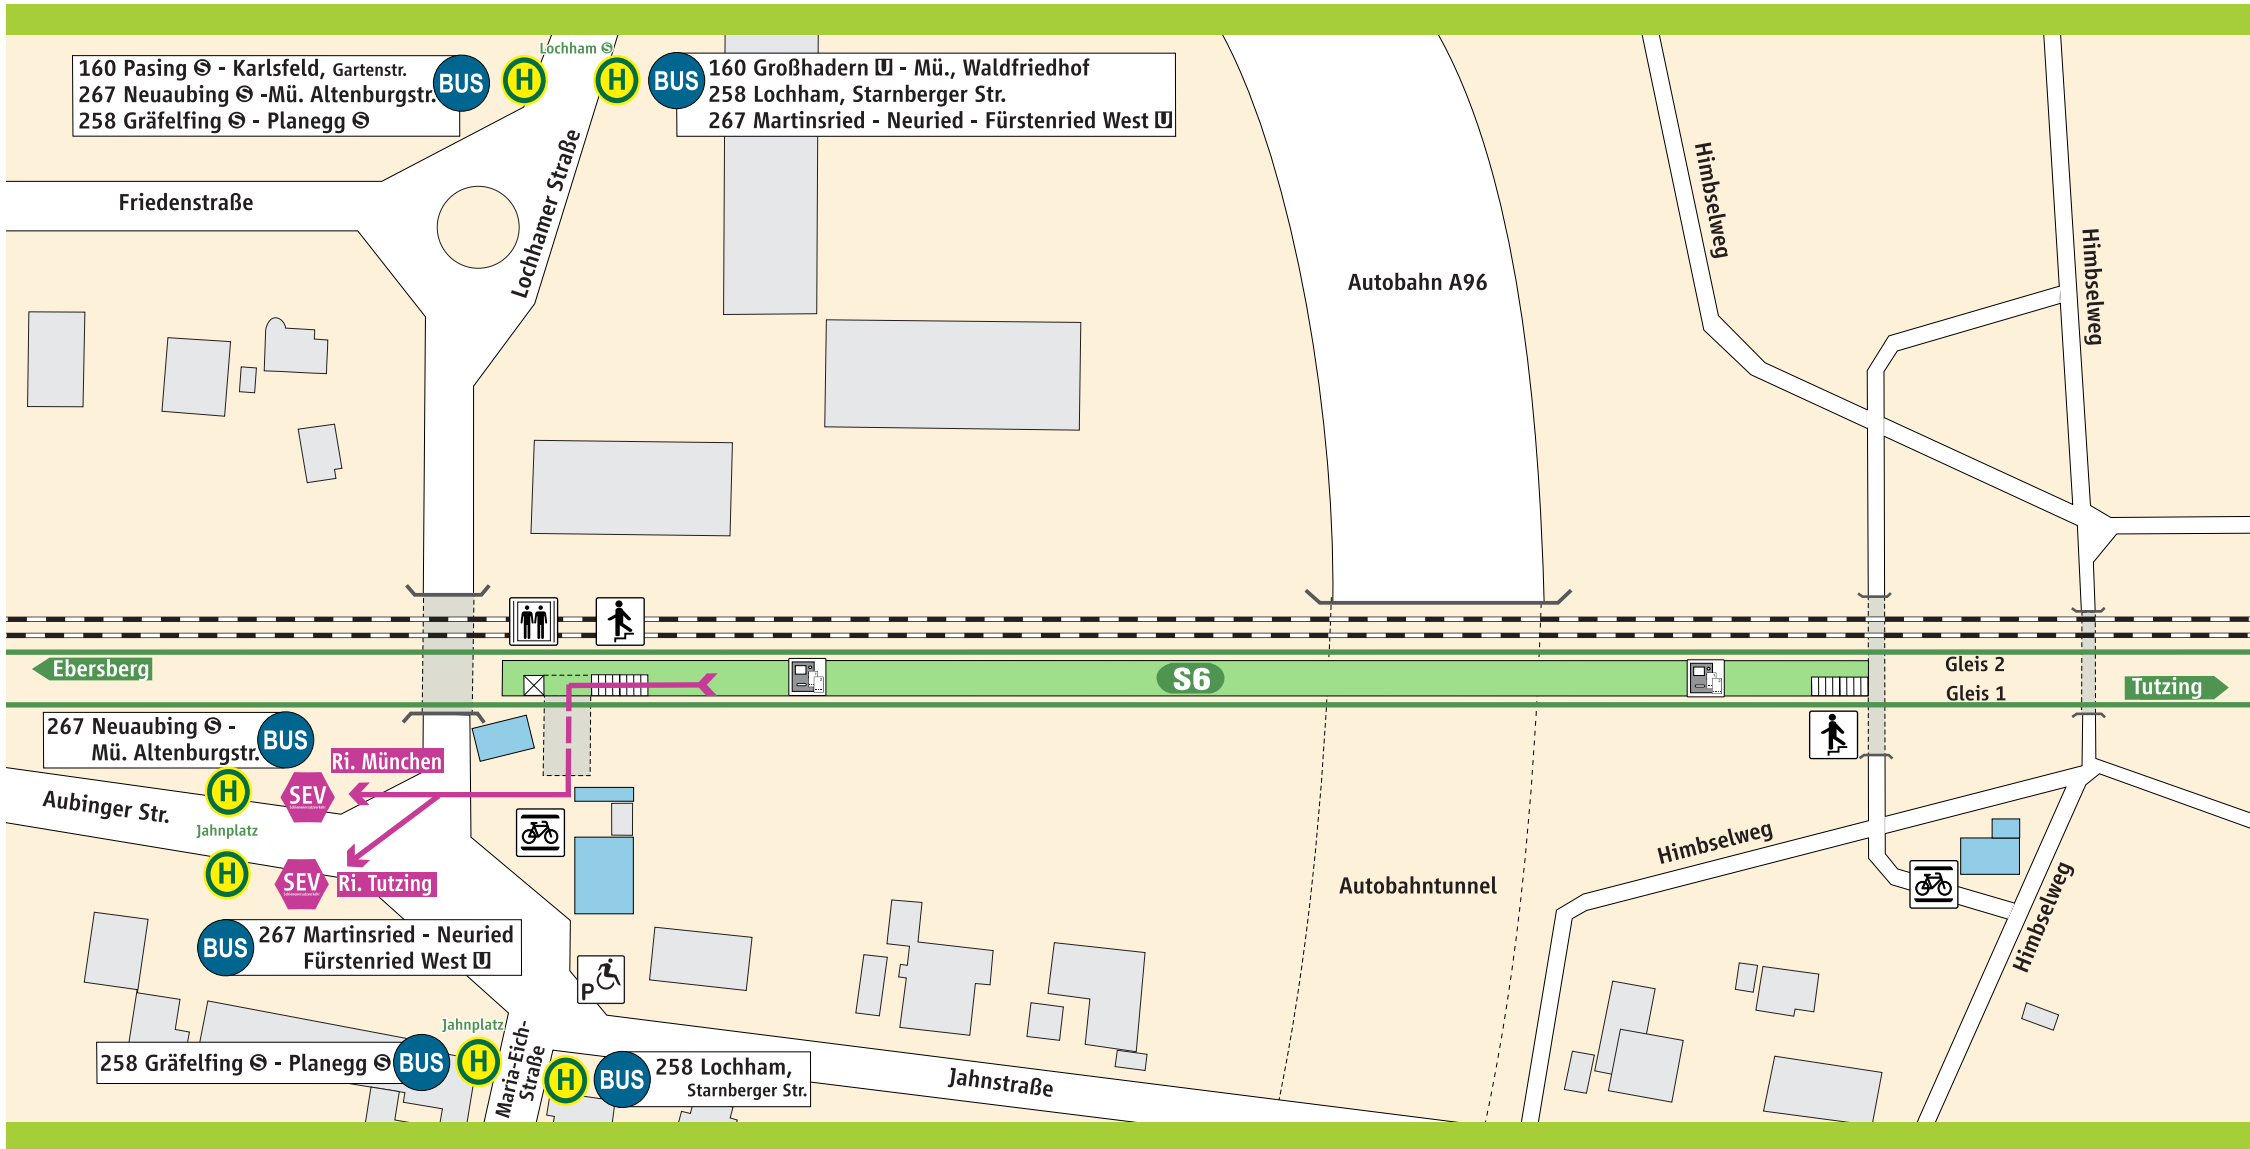 Lochham S
160 Pasing S - Karlsfeld, Gartenstr.
267 Neuaubing S -Mü. Altenburgstr.
258 Gräfelfing S - Planegg S
BUS
H
H
BUS
160 Großhadern U - Mü., Waldfriedhof
258 Lochham, Starnberger Str.
267 Martinsried - Neuried - Fürstenried West U
Friedenstraße
Lochhamer Straße
Autobahn A96
Himbselweg
Himbselweg
Ebersberg
S6
Gleis 2
Gleis 1
Tutzing
267 Neuaubing S -
Mü. Altenburgstr.
BUS
Ri. München
H
SEV
Aubinger Str.
Jahnplatz
H
SEV
Ri. Tutzing
Himbselweg
Himbselweg
Autobahntunnel
BUS
267 Martinsried - Neuried
Fürstenried West U
P
Jahnplatz
258 Gräfelfing S - Planegg S
BUS
H
Maria-Eich-
Straße
H
BUS
258 Lochham,
Starnberger Str.
Jahnstraße